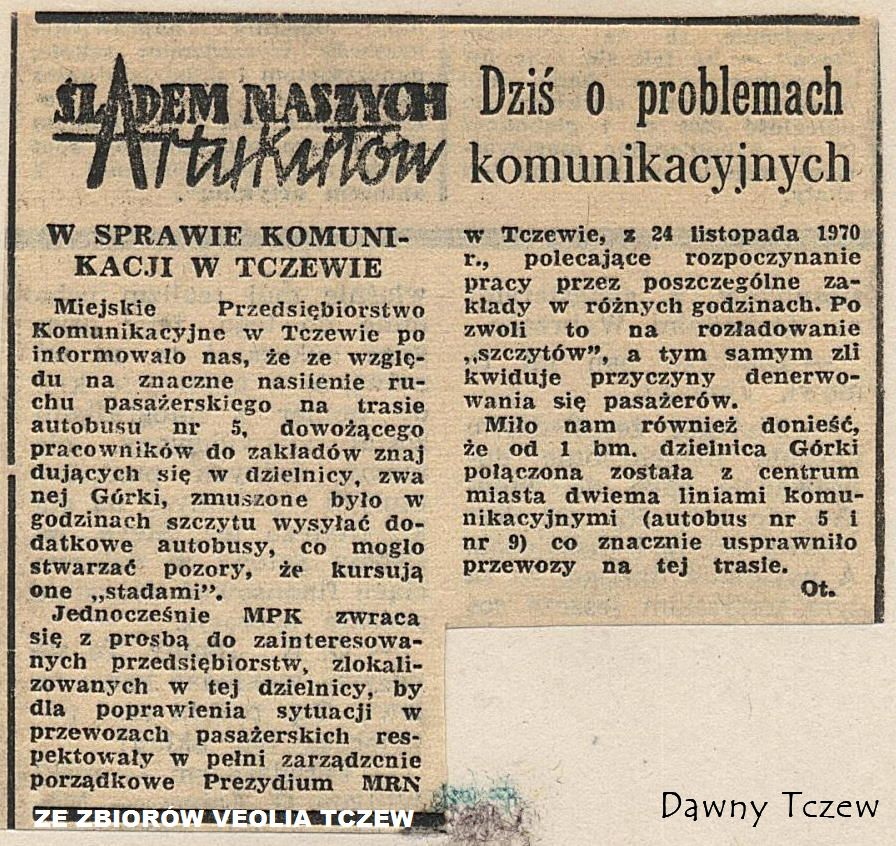 ŚLADEM NASZYCH
Artykułów
Dziś o problemach
komunikacyjnych
W SPRAWIE KOMUNI-
KACJI W TCZEWIE
Miejskie Przedsiębiorstwo
Komunikacyjne w Tczewie po
informowało nas, że ze wzglę-
du na znaczne nasilenie ru-
chu pasażerskiego na trasie
autobusu nr 5, dowożącego
pracowników do zakładów znaj
dujących się w dzielnicy, zwa
nej Górki, zmuszone było w
godzinach szczytu wysyłać do-
datkowe autobusy, co mogło
stwarzać pozory, że kursują
one „stadami”.
Jednocześnie MPK zwraca
się z prosbą do zainteresowa-
nych przedsiębiorstw, zlokali-
zowanych w tej dzielnicy, by
dla poprawienia sytuacji w
przewozach pasażerskich res-
pektowały w pełni zarządzenie
porządkowe Prezydium MRN
w Tczewie, z 24 listopada 1970
r., polecające rozpoczynanie
pracy przez poszczególne za-
kłady w różnych godzinach. Po
zwoli to na rozładowanie
„szczytów”, a tym samym zli
kwiduje przyczyny denerwo-
wania się pasażerów.
Miło nam również donieść,
że od 1 bm. dzielnica Górki
połączona została z centrum
miasta dwiema liniami komu-
nikacyjnymi (autobus nr 5 i
nr 9) co znacznie usprawniło
przewozy na tej trasie.
Ot.
ZE ZBIORÓW VEOLIA TCZEW
Dawny Tczew